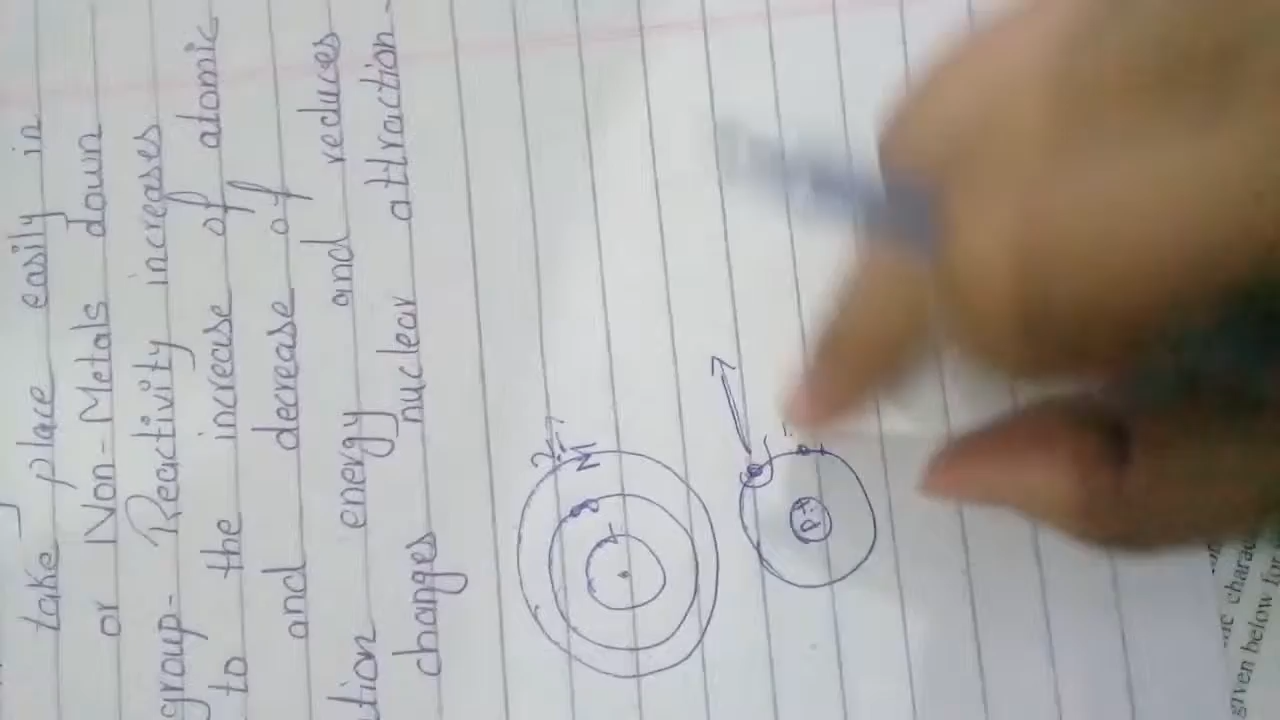 take place easily in
or Non-Metals down
group- Reactivity increases
to the increase of atomic
and decrease of
tion energy and reduces
changes nuclear attraction-
M
P+
given below for